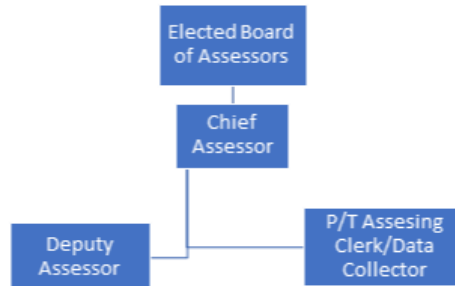 Elected Board
of Assessors
Chief
Assessor
Deputy
Assessor
P/T Assesing
Clerk/Data
Collector